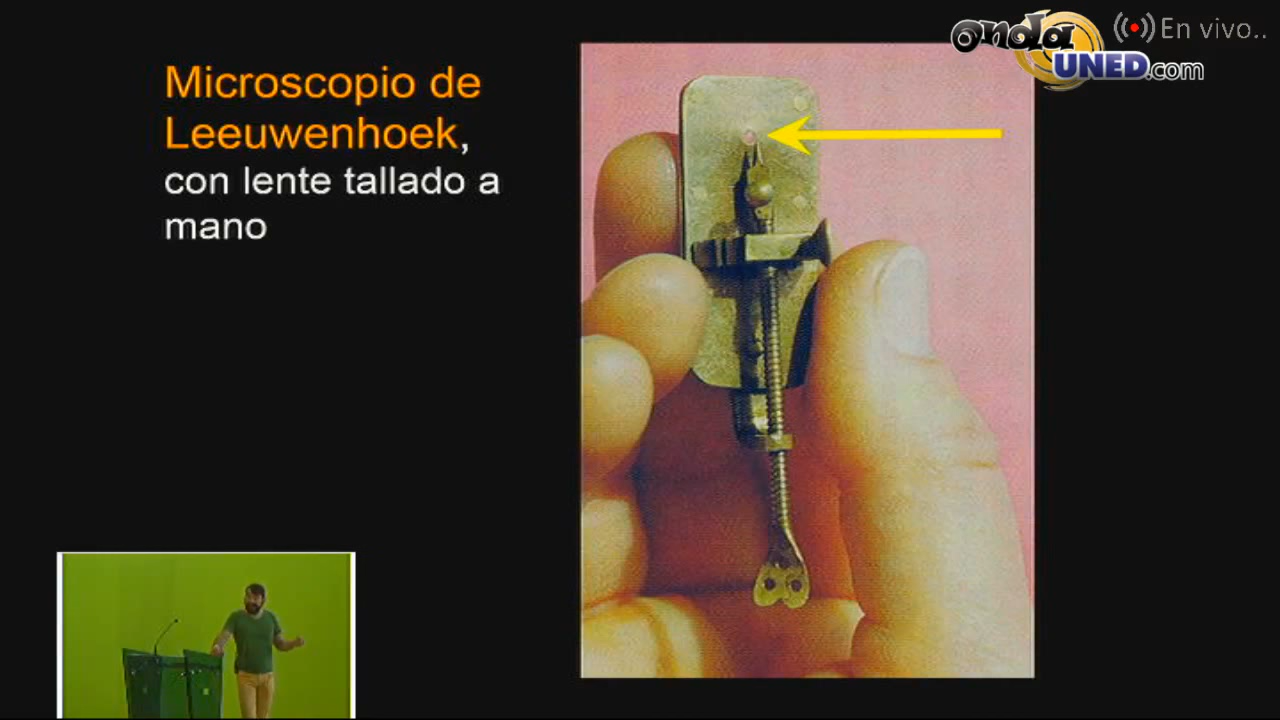 Microscopio de
Leeuwenhoek,
con lente tallado a
mano
onda
UNED.com
En vivo..